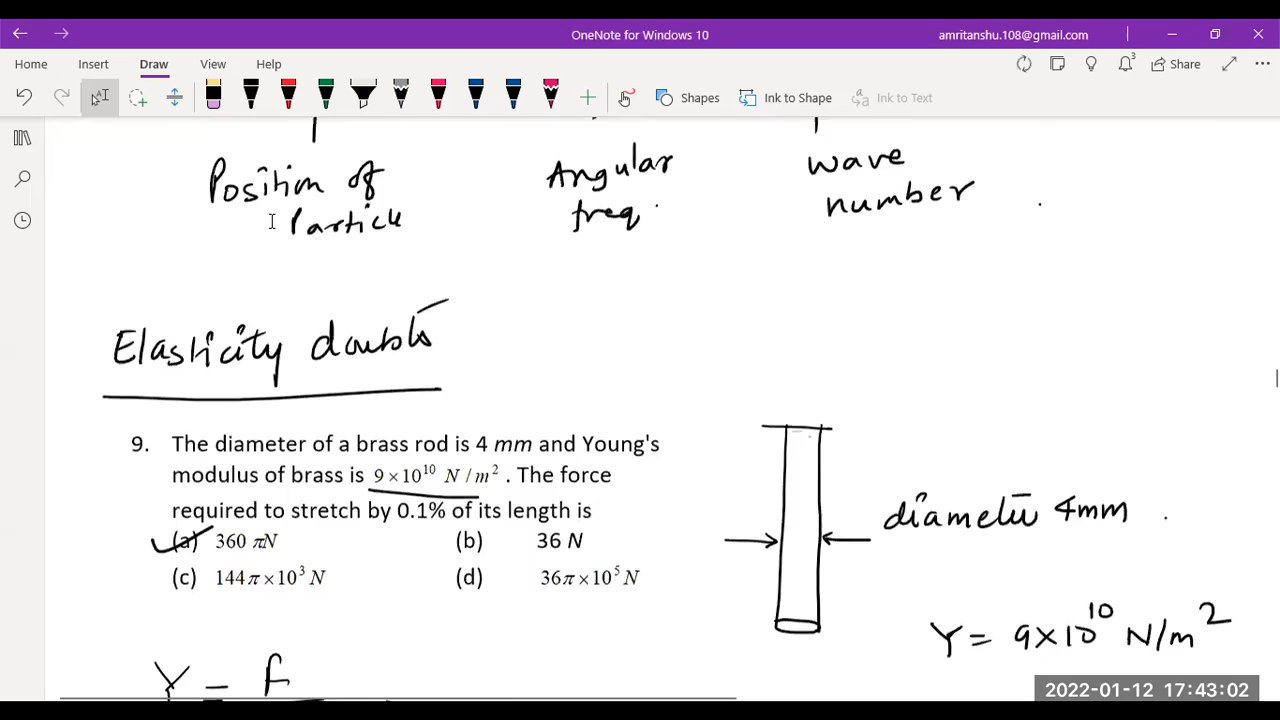 OneNote for Windows 10
amritanshu.108@gmail.com
Home
Insert
Draw
View
Help
3
Share
Shapes
Ink to Shape
Ink to Text
Position of
Particle
Angular
freq
wave
number
Elasticity doubts
9. The diameter of a brass rod is 4 mm and Young's
modulus of brass is 9×10¹⁰ N/m². The force
required to stretch by 0.1% of its length is
(a) 360 πN (b) 36 N
(c) 144π×10³ N (d) 36π×10⁵ N
diameter 4mm
Y = 9×10¹⁰ N/m²
Y = F
2022-01-12 17:43:02